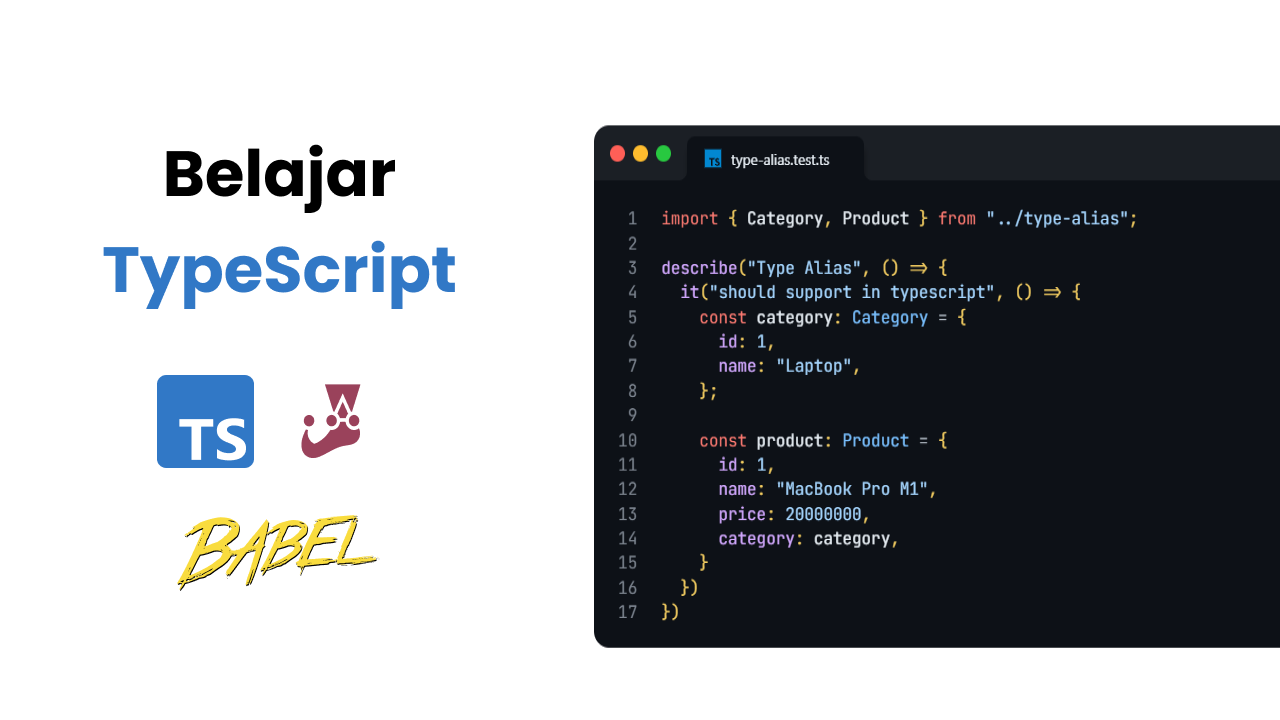 Belajar
TypeScript
TS
BABEL
TS type-alias.test.ts
1 import { Category, Product } from "../type-alias";
2
3 describe("Type Alias", () => {
4   it("should support in typescript", () => {
5     const category: Category = {
6       id: 1,
7       name: "Laptop",
8     };
9
10     const product: Product = {
11       id: 1,
12       name: "MacBook Pro M1",
13       price: 20000000,
14       category: category,
15     }
16   })
17 })